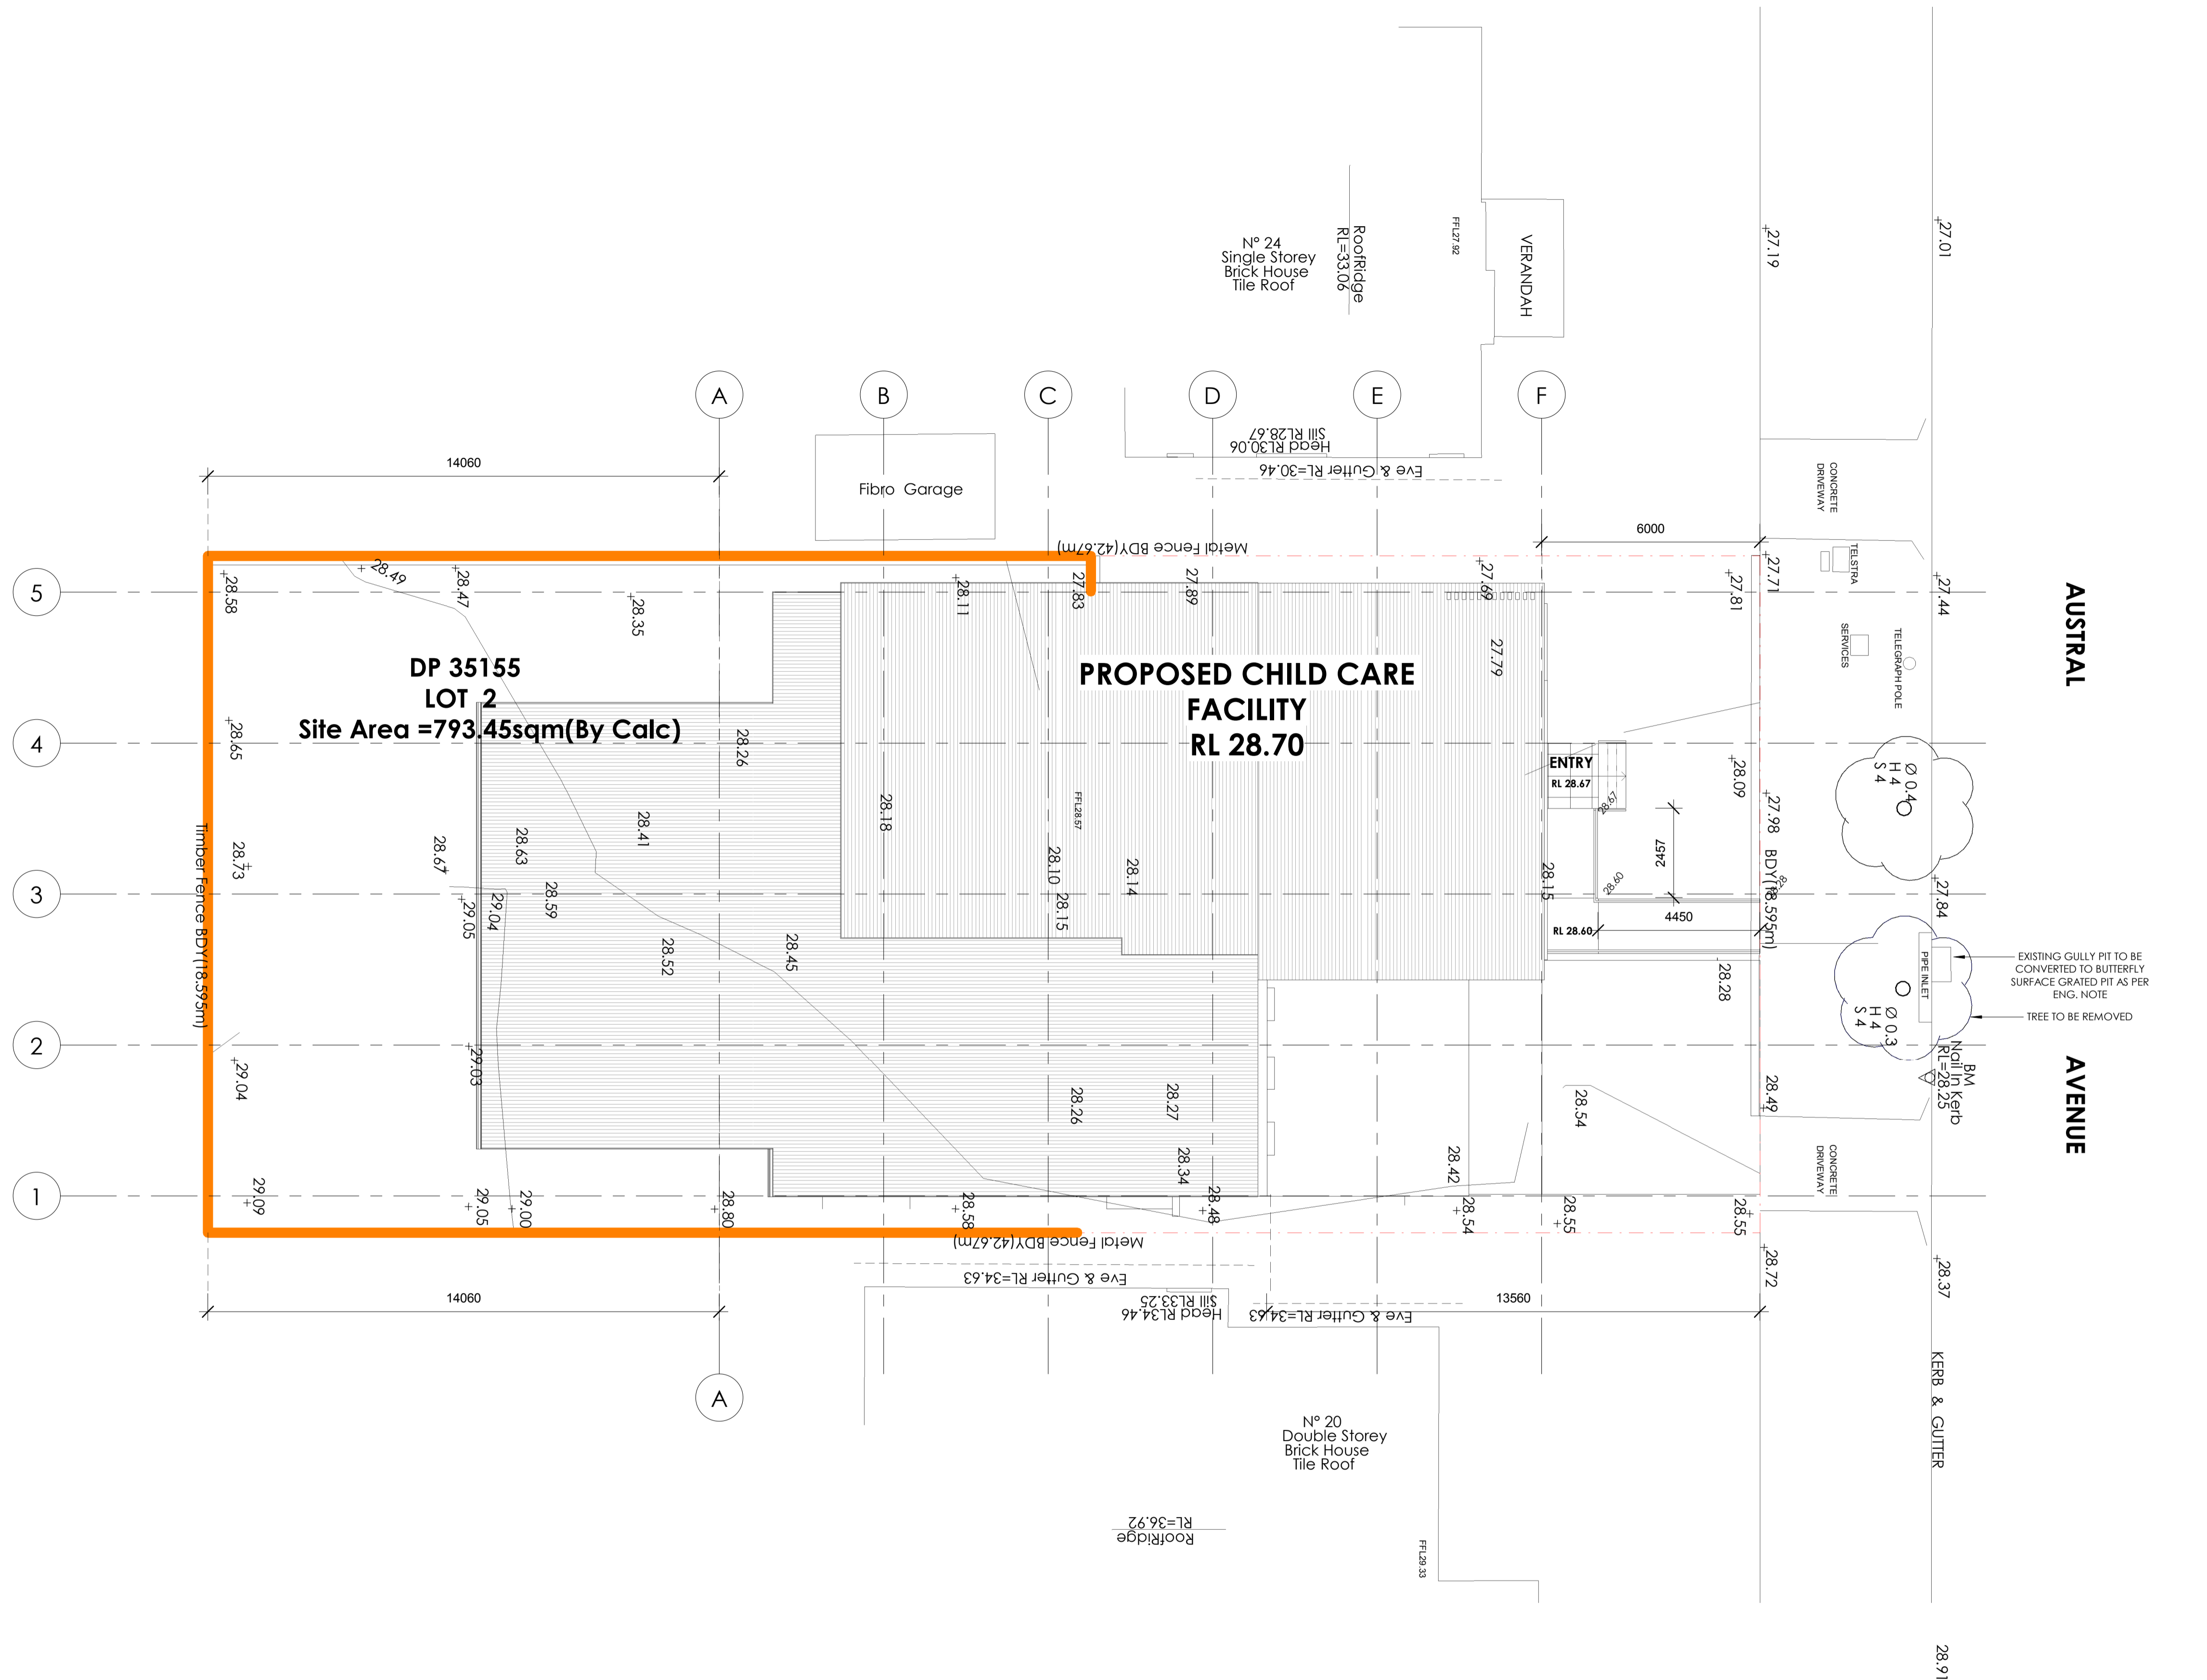 27.01
27.19
VERANDAH
FFL27.92
RoofRidge
RL=33.06
Nº 24
Single Storey
Brick House
Tile Roof
A
B
C
D
E
F
Sill RL28.67
Head RL30.06
Eve & Gutter RL=30.46
14060
Fibro Garage
CONCRETE
DRIVEWAY
6000
Metal Fence BDY(42.67m)
TELSTRA
5
28.58
28.49
28.47
28.35
28.11
27.83
27.89
27.69
27.81
27.71
27.44
AUSTRAL
DP 35155
LOT 2
Site Area =793.45sqm(By Calc)
PROPOSED CHILD CARE
FACILITY
RL 28.70
27.79
SERVICES
TELEGRAPH POLE
4
28.65
28.26
ENTRY
RL 28.67
28.67
28.09
Ø 0.4
H 4
S 4
28.18
FFL28.57
27.98
BDY(18.595m)
Timber Fence BDY(18.595m)
28.73
28.67
28.63
28.41
28.10
28.14
2457
3
28.59
29.04
29.05
28.15
28.15
28.60
28.28
27.84
4450
RL 28.60
28.52
28.45
28.28
PIPE INLET
EXISTING GULLY PIT TO BE
CONVERTED TO BUTTERFLY
SURFACE GRATED PIT AS PER
ENG. NOTE
TREE TO BE REMOVED
Ø 0.3
H 4
S 4
2
29.04
29.03
28.26
28.27
28.54
28.49
BM
Nail In Kerb
RL=28.25
AVENUE
1
29.09
29.05
29.00
28.80
28.58
28.34
28.48
28.42
28.54
28.55
28.55
CONCRETE
DRIVEWAY
Metal Fence BDY(42.67m)
28.72
28.37
Eve & Gutter RL=34.63
14060
Sill RL33.25
Head RL34.46
Eve & Gutter RL=34.63
13560
A
KERB & GUTTER
Nº 20
Double Storey
Brick House
Tile Roof
RoofRidge
RL=36.92
FFL29.33
28.91